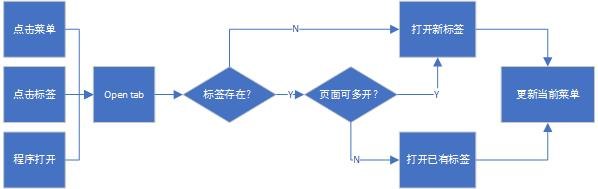 点击菜单
N
打开新标签
点击标签
Open tab
标签存在?
Y
页面可多开?
Y
更新当前菜单
程序打开
N
打开已有标签